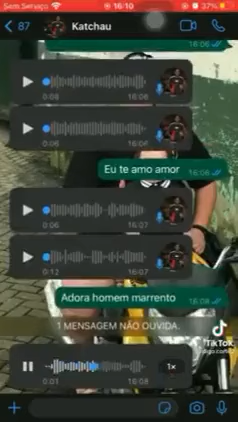 Sem Serviço 16:10 37%
87 Katchau
16:06
0:08 16:06
0:06 16:06
Eu te amo amor 16:06
0:06 16:07
0:12 16:07
Adora homem marrento 16:08
1 MENSAGEM NÃO OUVIDA.
TikTok
0:01 16:08 1×